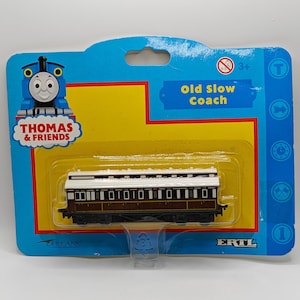 3+
Old Slow
Coach
THOMAS
& FRIENDS
ERTL